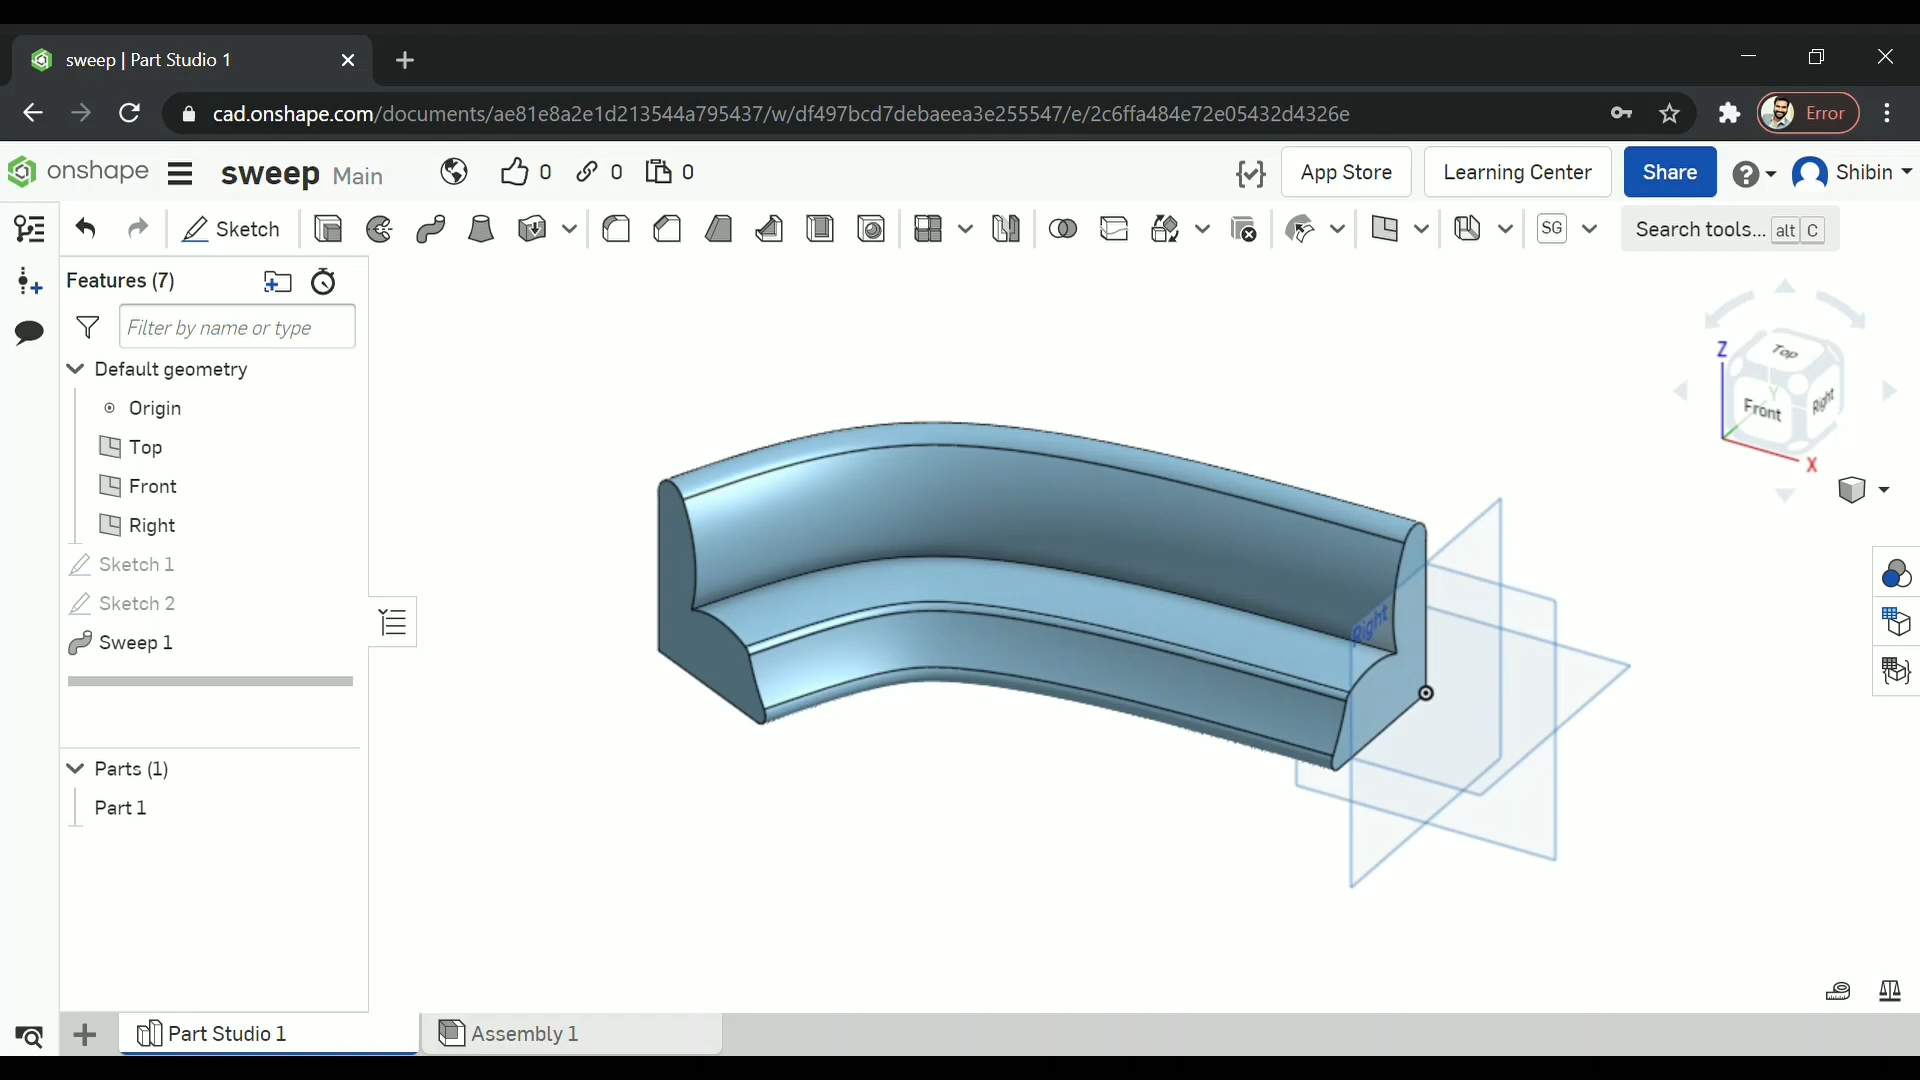 sweep | Part Studio 1
cad.onshape.com/documents/ae81e8a2e1d213544a795437/w/df497bcd7debaeea3e255547/e/2c6ffa484e72e05432d4326e
Error
onshape sweep Main 0 0 0 App Store Learning Center Share Shibin
Sketch SG Search tools... alt C
Features (7)
Filter by name or type
Default geometry
Origin
Top
Front
Right
Sketch 1
Sketch 2
Sweep 1
Parts (1)
Part 1
Right
Z
Top
Y
Front
Right
X
Part Studio 1
Assembly 1